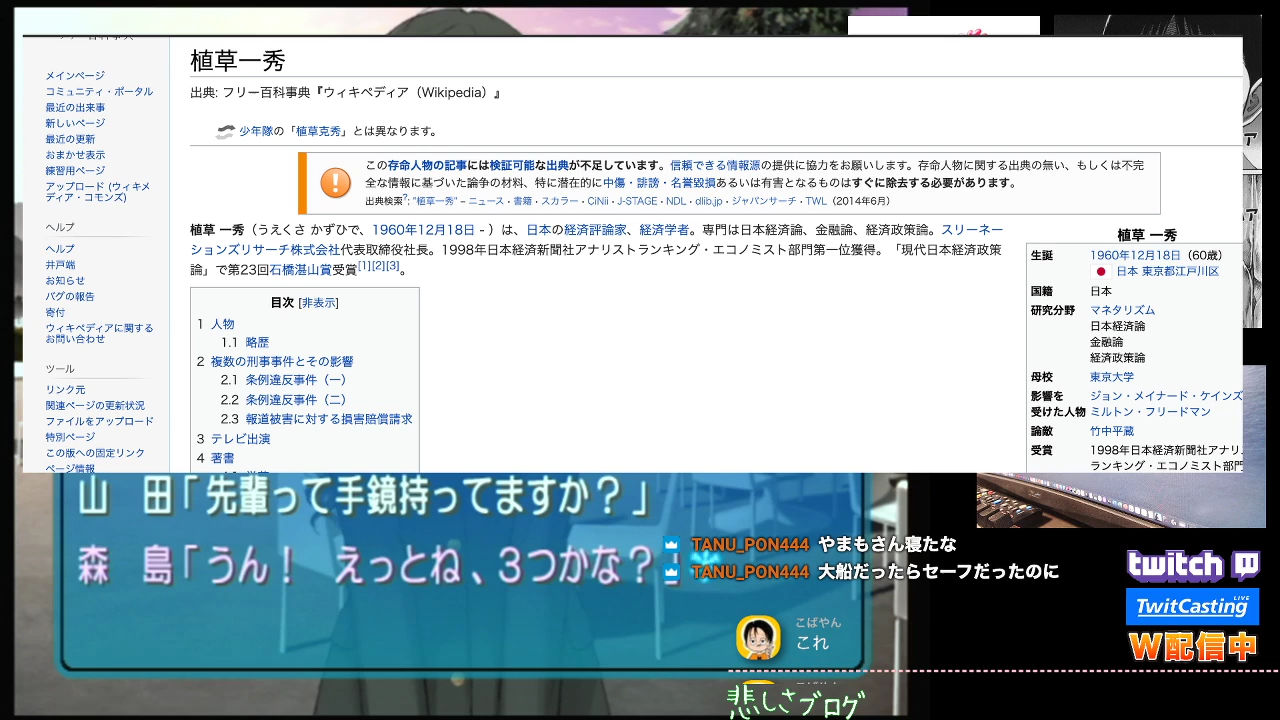 メインページ
コミュニティ・ポータル
最近の出来事
新しいページ
最近の更新
おまかせ表示
練習用ページ
アップロード (ウィキメ
ディア・コモンズ)
ヘルプ
ヘルプ
井戸端
お知らせ
バグの報告
寄付
ウィキペディアに関する
お問い合わせ
ツール
リンク元
関連ページの更新状況
ファイルをアップロード
特別ページ
この版への固定リンク
ページ情報
植草一秀
出典: フリー百科事典『ウィキペディア（Wikipedia）』
少年隊の「植草克秀」とは異なります。
この存命人物の記事には検証可能な出典が不足しています。信頼できる情報源の提供に協力をお願いします。存命人物に関する出典の無い、もしくは不完
全な情報に基づいた論争の材料、特に潜在的に中傷・誹謗・名誉毀損あるいは有害となるものはすぐに除去する必要があります。
出典検索?: "植草一秀" – ニュース · 書籍 · スカラー · CiNii · J-STAGE · NDL · dlib.jp · ジャパンサーチ · TWL（2014年6月）
植草 一秀（うえくさ かずひで、1960年12月18日 - ）は、日本の経済評論家、経済学者。専門は日本経済論、金融論、経済政策論。スリーネー
ションズリサーチ株式会社代表取締役社長。1998年日本経済新聞社アナリストランキング・エコノミスト部門第一位獲得。「現代日本経済政策
論」で第23回石橋湛山賞受賞[1][2][3]。
目次 [非表示]
1 人物
1.1 略歴
2 複数の刑事事件とその影響
2.1 条例違反事件（一）
2.2 条例違反事件（二）
2.3 報道被害に対する損害賠償請求
3 テレビ出演
4 著書
植草 一秀
生誕 1960年12月18日（60歳）
日本 東京都江戸川区
国籍 日本
研究分野 マネタリズム
日本経済論
金融論
経済政策論
母校 東京大学
影響を ジョン・メイナード・ケインズ
受けた人物 ミルトン・フリードマン
論敵 竹中平蔵
受賞 1998年日本経済新聞社アナリ
ランキング・エコノミスト部門
山　田「先輩って手鏡持ってますか？」
森　島「うん！　えっとね、3つかな？」
TANU_PON444 やまもさん寝たな
TANU_PON444 大船だったらセーフだったのに
こばやん
これ
twitch
TwitCasting LIVE
W配信中
悲しさブログ